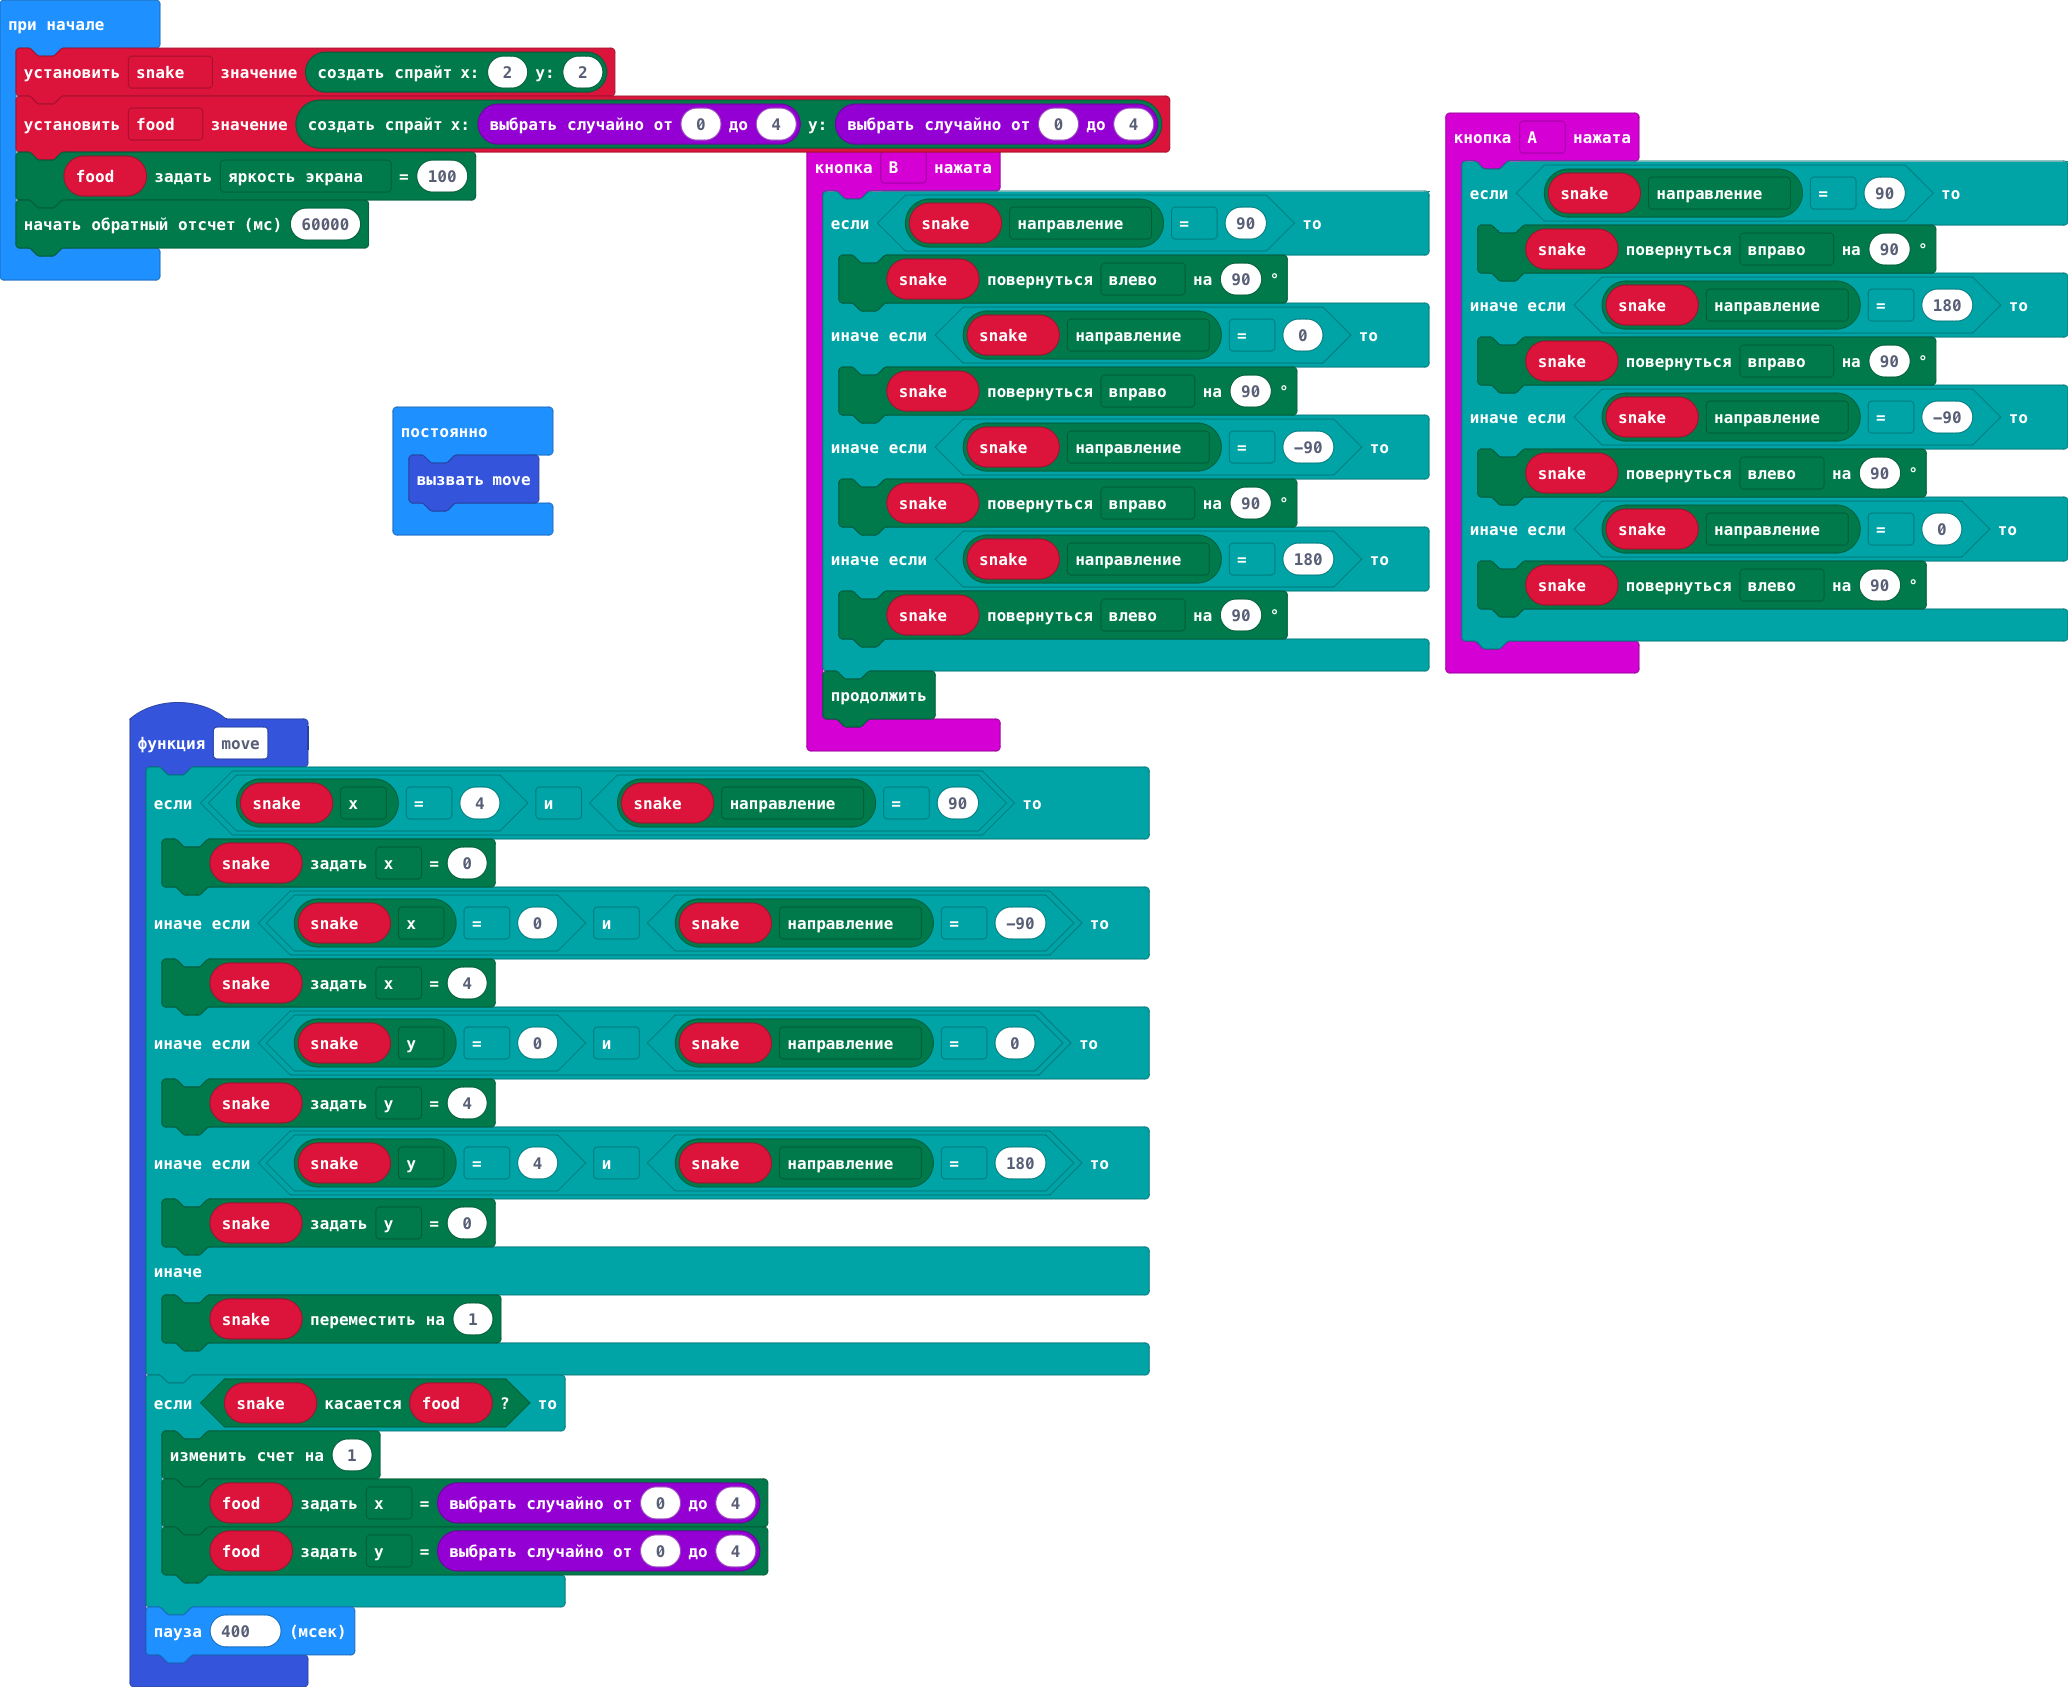 при начале
установить snake значение создать спрайт x: 2 y: 2
установить food значение создать спрайт x: выбрать случайно от 0 до 4 y: выбрать случайно от 0 до 4
food задать яркость экрана = 100
начать обратный отсчет (мс) 60000
постоянно
вызвать move
кнопка B нажата
если snake направление = 90 то
snake повернуться влево на 90 °
иначе если snake направление = 0 то
snake повернуться вправо на 90 °
иначе если snake направление = -90 то
snake повернуться вправо на 90 °
иначе если snake направление = 180 то
snake повернуться влево на 90 °
продолжить
кнопка A нажата
если snake направление = 90 то
snake повернуться вправо на 90 °
иначе если snake направление = 180 то
snake повернуться вправо на 90 °
иначе если snake направление = -90 то
snake повернуться влево на 90 °
иначе если snake направление = 0 то
snake повернуться влево на 90 °
функция move
если snake x = 4 и snake направление = 90 то
snake задать x = 0
иначе если snake x = 0 и snake направление = -90 то
snake задать x = 4
иначе если snake y = 0 и snake направление = 0 то
snake задать y = 4
иначе если snake y = 4 и snake направление = 180 то
snake задать y = 0
иначе
snake переместить на 1
если snake касается food ? то
изменить счет на 1
food задать x = выбрать случайно от 0 до 4
food задать y = выбрать случайно от 0 до 4
пауза 400 (мсек)